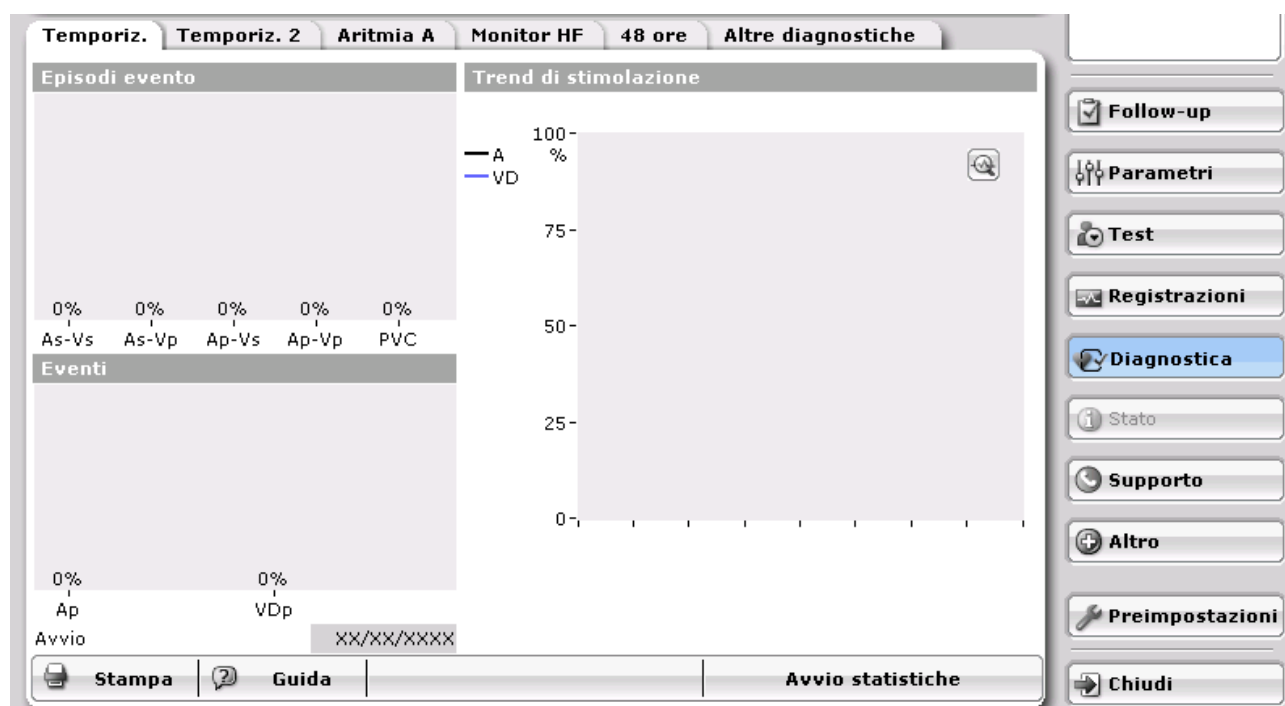 Temporiz.
Temporiz. 2
Aritmia A
Monitor HF
48 ore
Altre diagnostiche
Episodi evento
0% 0% 0% 0% 0%
As-Vs As-Vp Ap-Vs Ap-Vp PVC
Eventi
0% 0%
Ap VDp
Avvio XX/XX/XXXX
Trend di stimolazione
A
VD
100
%
75
50
25
0
Follow-up
Parametri
Test
Registrazioni
Diagnostica
Stato
Supporto
Altro
Preimpostazioni
Chiudi
Stampa
Guida
Avvio statistiche